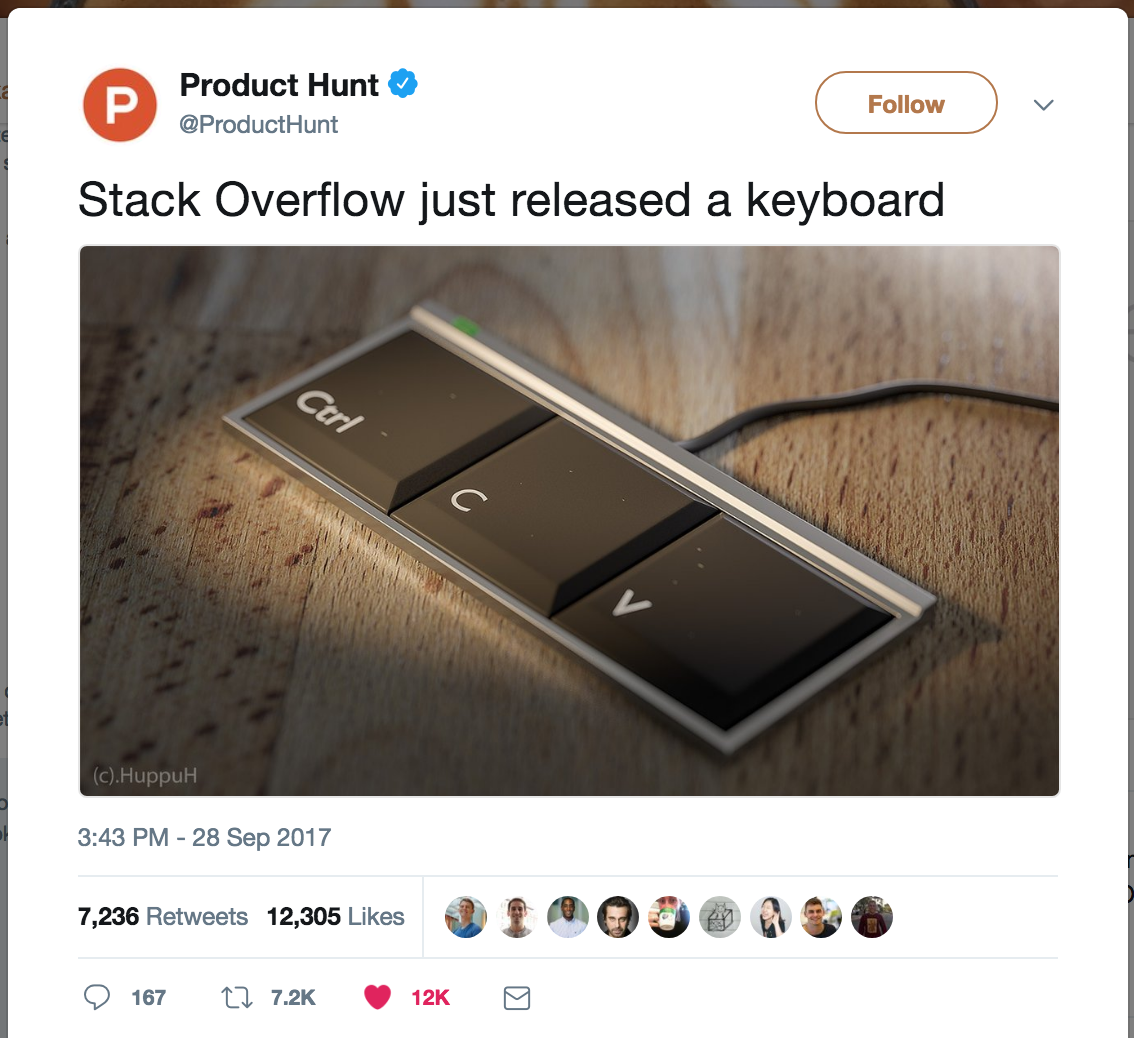 P
Product Hunt
@ProductHunt
Follow
Stack Overflow just released a keyboard
Ctrl
C
V
(c).HuppuH
3:43 PM - 28 Sep 2017
7,236 Retweets 12,305 Likes
167 7.2K 12K